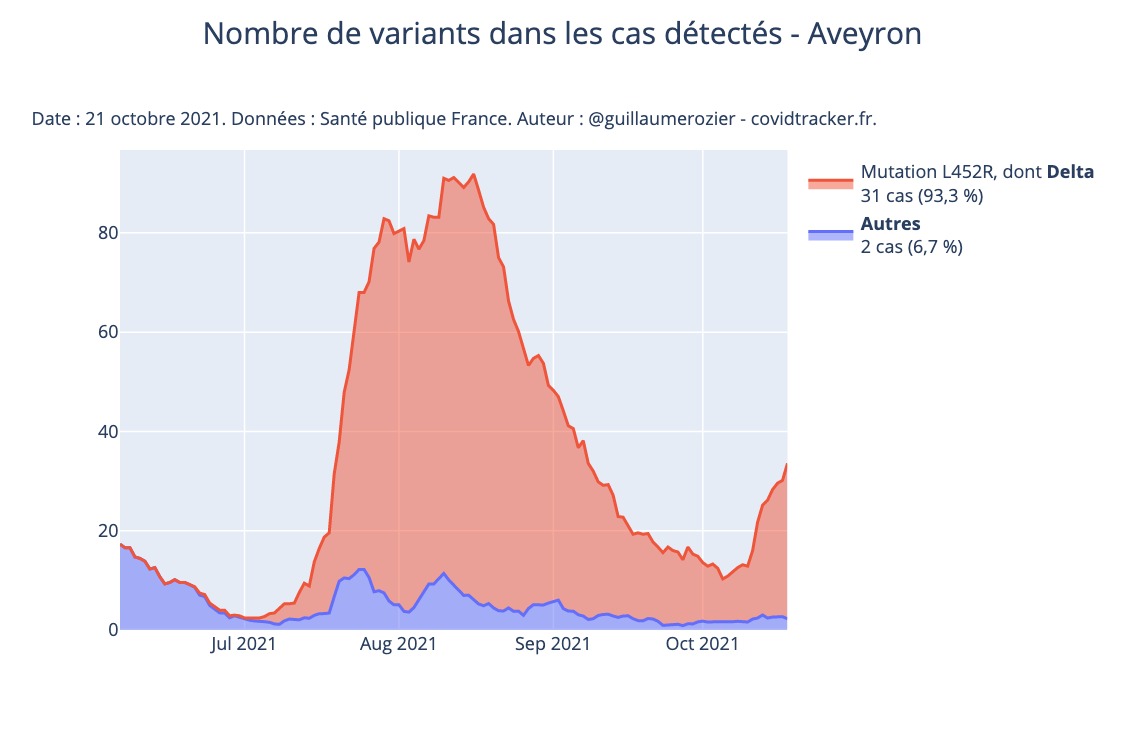 Nombre de variants dans les cas détectés - Aveyron
Date : 21 octobre 2021. Données : Santé publique France. Auteur : @guillaumerozier - covidtracker.fr.
Mutation L452R, dont Delta
31 cas (93,3 %)
Autres
2 cas (6,7 %)
80
60
40
20
0
Jul 2021 Aug 2021 Sep 2021 Oct 2021